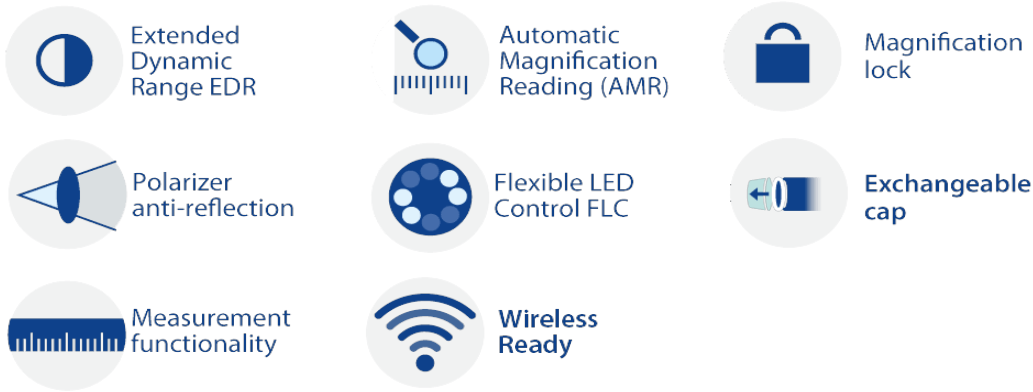 Extended
Dynamic
Range EDR
Automatic
Magnification
Reading (AMR)
Magnification
lock
Polarizer
anti-reflection
Flexible LED
Control FLC
Exchangeable
cap
Measurement
functionality
Wireless
Ready